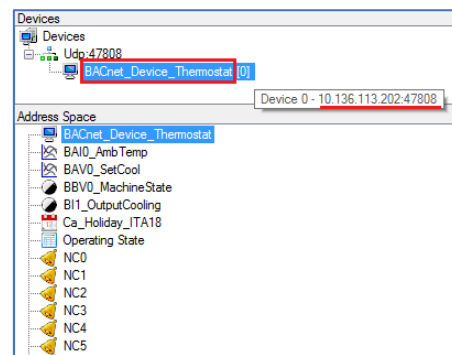 Devices
Devices
Udp:47808
BACnet_Device_Thermostat [0]
Device 0 - 10.136.113.202:47808
Address Space
BACnet_Device_Thermostat
BAI0_AmbTemp
BAV0_SetCool
BBV0_MachineState
BI1_OutputCooling
Ca_Holiday_ITA18
Operating State
NC0
NC1
NC2
NC3
NC4
NC5